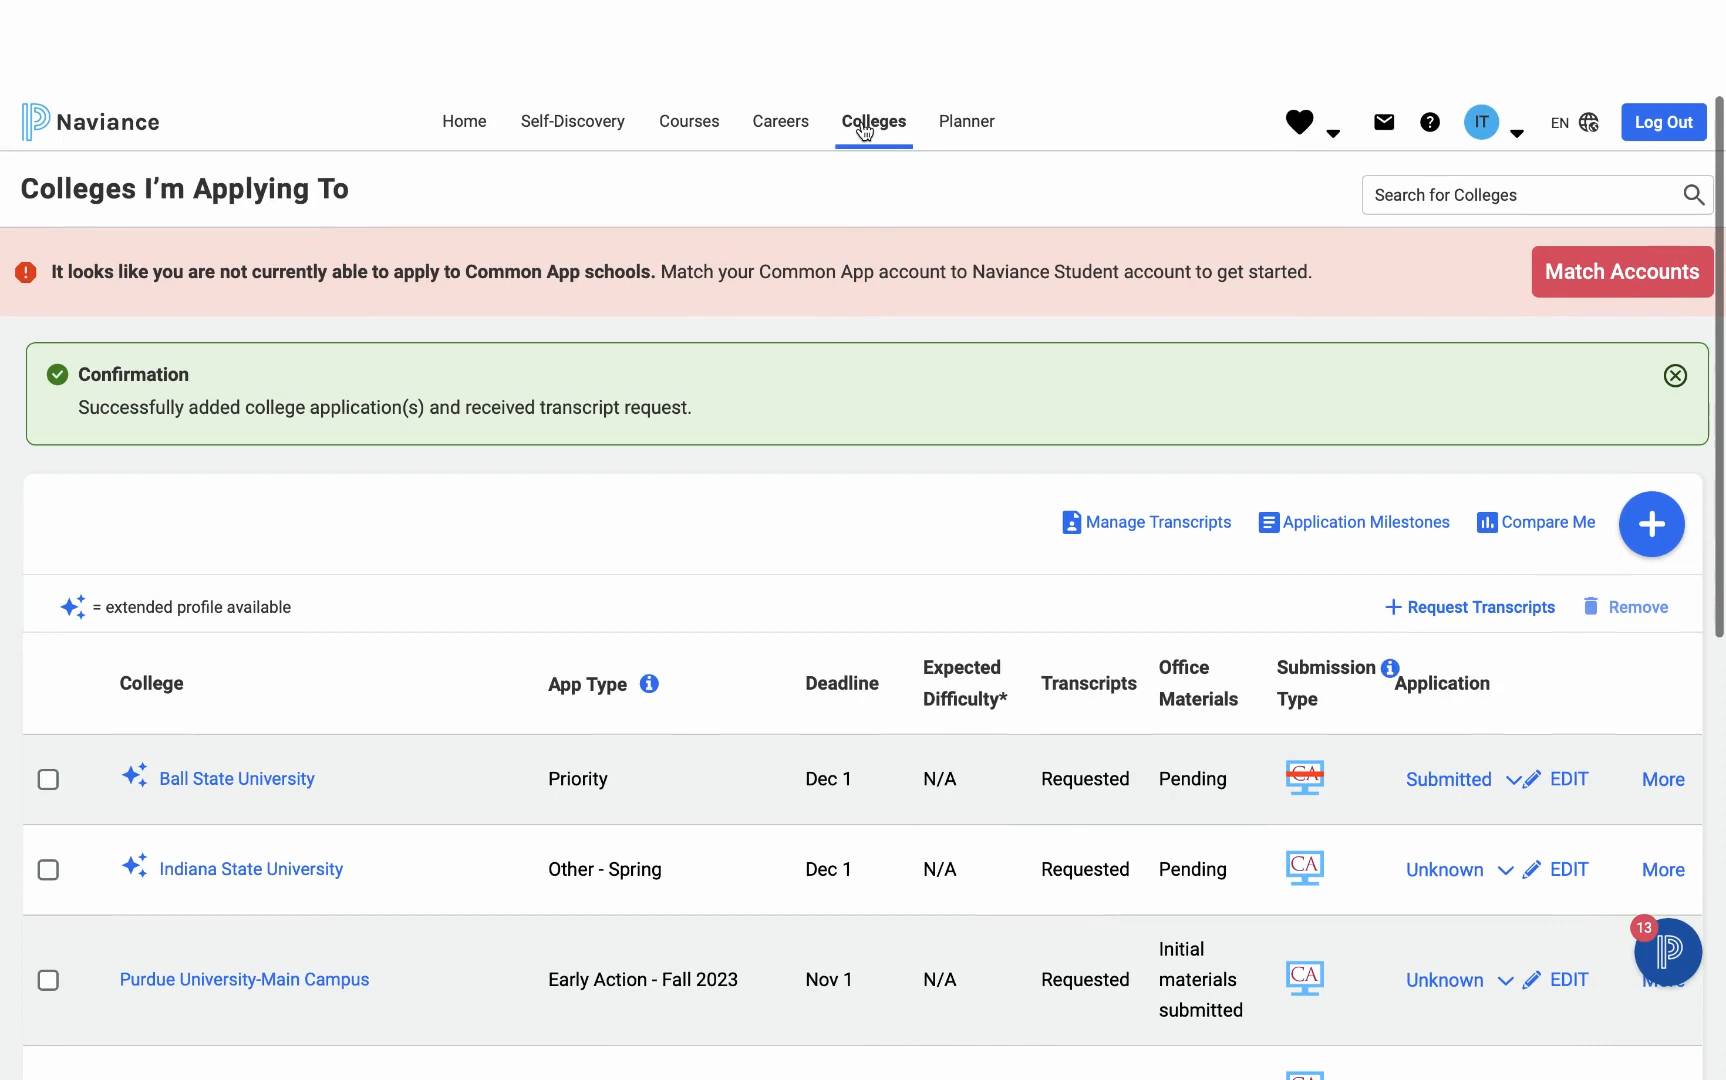 Naviance
Home Self-Discovery Courses Careers Colleges Planner
IT EN Log Out
Colleges I'm Applying To
Search for Colleges
It looks like you are not currently able to apply to Common App schools. Match your Common App account to Naviance Student account to get started.
Match Accounts
Confirmation
Successfully added college application(s) and received transcript request.
Manage Transcripts Application Milestones Compare Me
= extended profile available
+ Request Transcripts Remove
College App Type Deadline Expected Difficulty* Transcripts Office Materials Submission Type Application
Ball State University Priority Dec 1 N/A Requested Pending CA Submitted EDIT More
Indiana State University Other - Spring Dec 1 N/A Requested Pending CA Unknown EDIT More
Purdue University-Main Campus Early Action - Fall 2023 Nov 1 N/A Requested Initial materials submitted CA Unknown EDIT
13